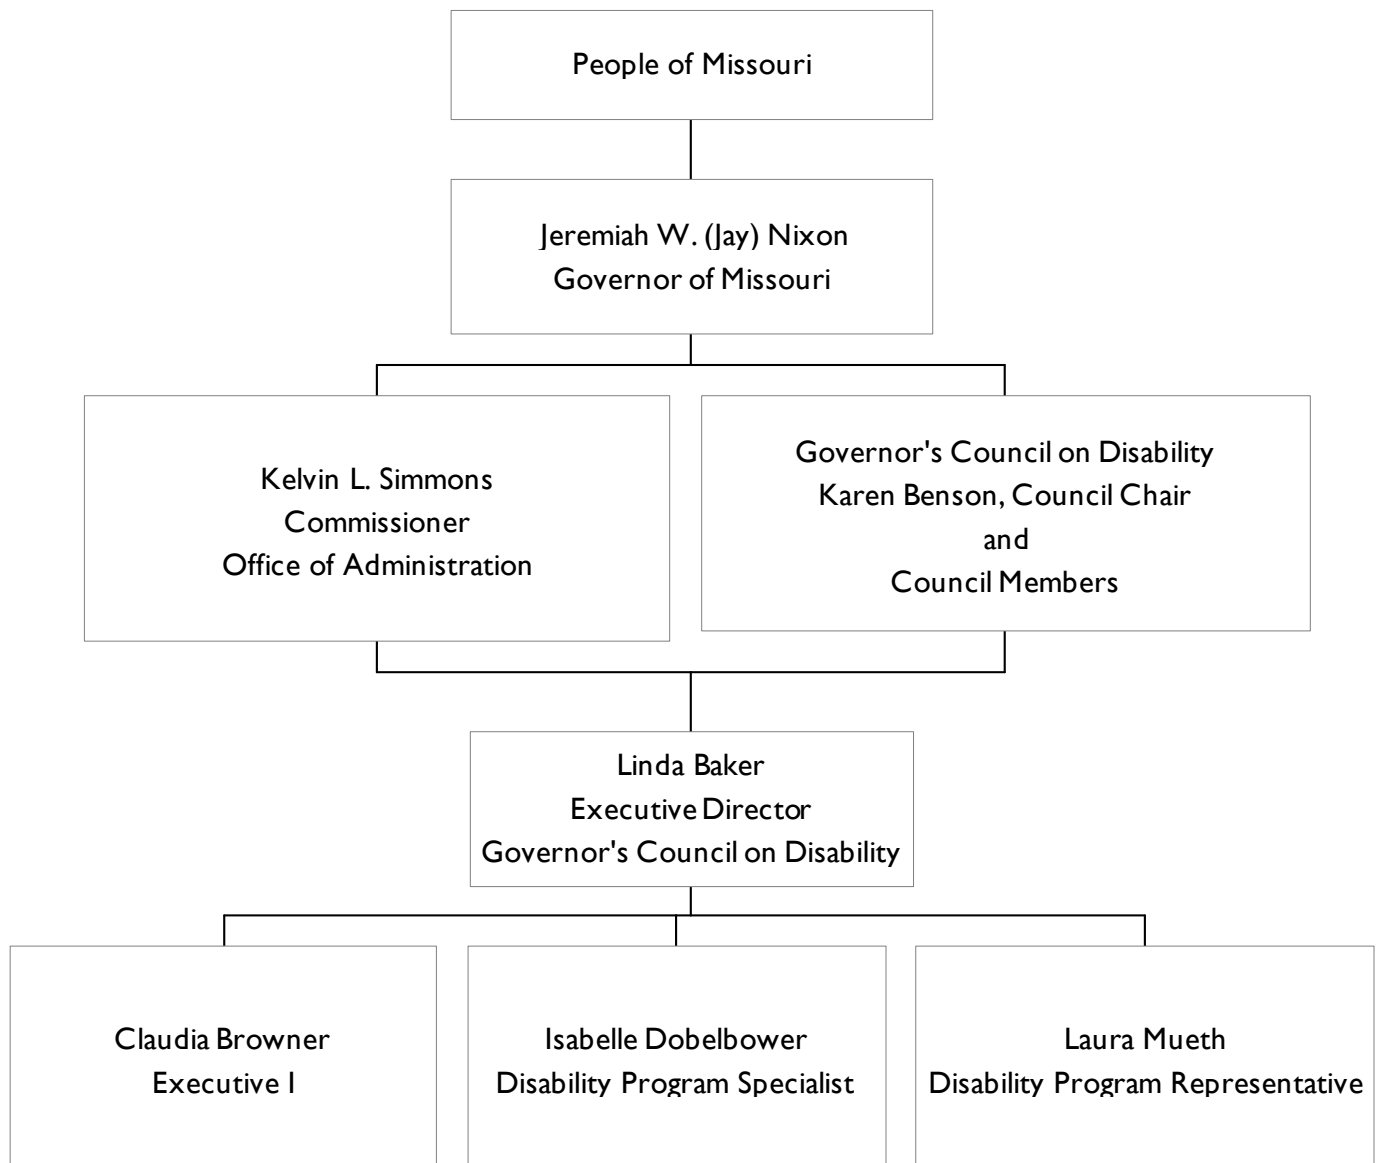 People of Missouri
Jeremiah W. (Jay) Nixon
Governor of Missouri
Kelvin L. Simmons
Commissioner
Office of Administration
Governor's Council on Disability
Karen Benson, Council Chair
and
Council Members
Linda Baker
Executive Director
Governor's Council on Disability
Claudia Browner
Executive I
Isabelle Dobelbower
Disability Program Specialist
Laura Mueth
Disability Program Representative